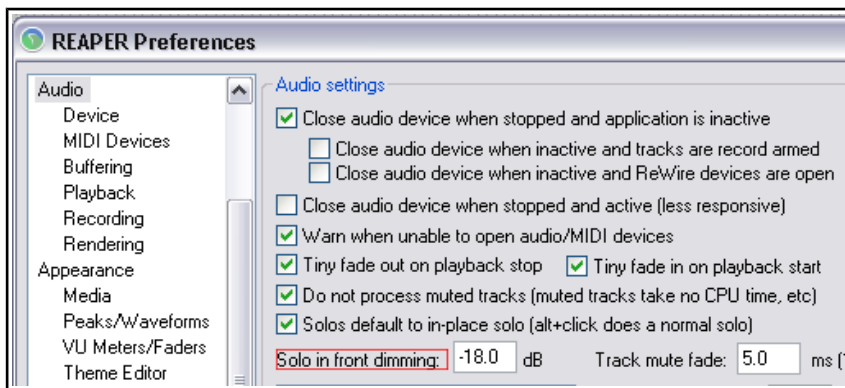 REAPER Preferences
Audio
Device
MIDI Devices
Buffering
Playback
Recording
Rendering
Appearance
Media
Peaks/Waveforms
VU Meters/Faders
Theme Editor
Audio settings
Close audio device when stopped and application is inactive
Close audio device when inactive and tracks are record armed
Close audio device when inactive and ReWire devices are open
Close audio device when stopped and active (less responsive)
Warn when unable to open audio/MIDI devices
Tiny fade out on playback stop Tiny fade in on playback start
Do not process muted tracks (muted tracks take no CPU time, etc)
Solos default to in-place solo (alt+click does a normal solo)
Solo in front dimming: -18.0 dB Track mute fade: 5.0 ms